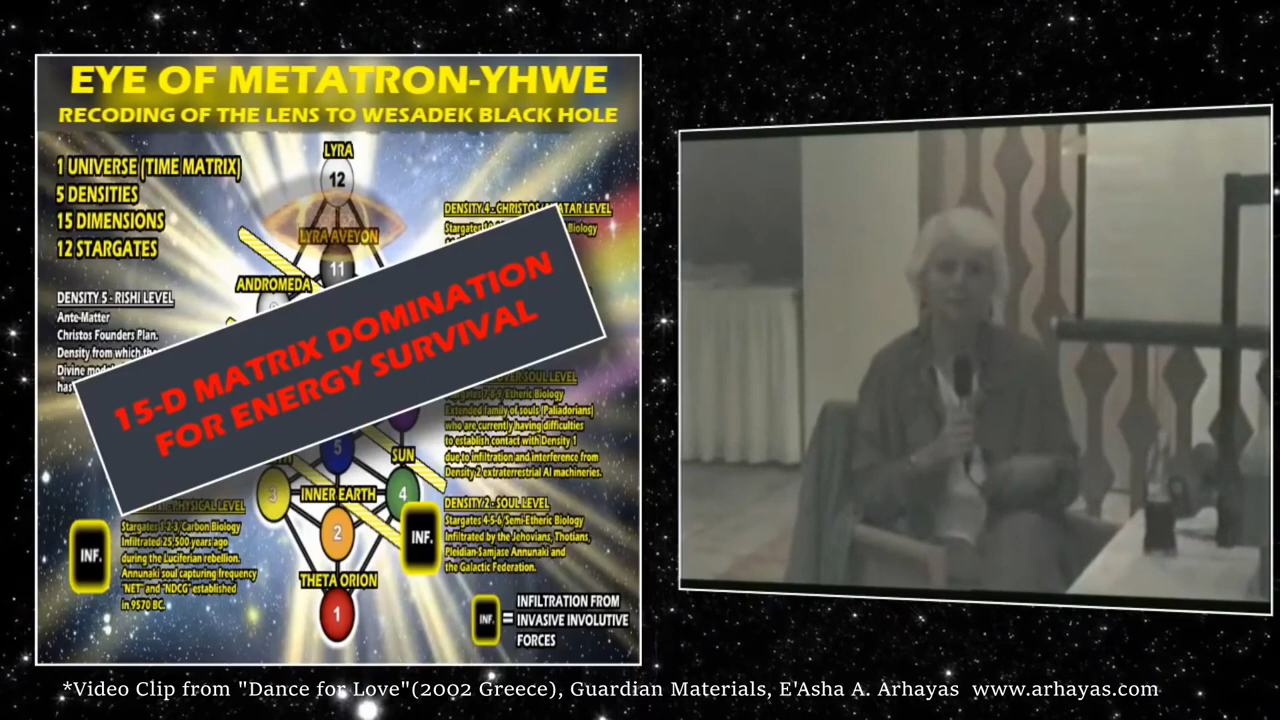 EYE OF METATRON-YHWE
RECODING OF THE LENS TO WESADEK BLACK HOLE
1 UNIVERSE (TIME MATRIX)
5 DENSITIES
15 DIMENSIONS
12 STARGATES
LYRA
12
LYRA AVEYON
11
ANDROMEDA
DENSITY 4 - CHRISTOS/
LEVEL
Stargates
Biology
DENSITY 5 - RISHI LEVEL
Ante-Matter
Christos Founders Plan.
Density from which
Divine
has
15-D MATRIX DOMINATION
FOR ENERGY SURVIVAL
LEVEL
Stargates 7-8-9 Etheric Biology
Extended family of souls (Paliadorians)
who are currently having difficulties
to establish contact with Density 1
due to infiltration and interference from
Density 2 extraterrestrial AI machineries.
5
SUN
3
INNER EARTH
4
2
THETA ORION
1
DENSITY 2 - SOUL LEVEL
Stargates 4-5-6 Semi-Etheric Biology
Infiltrated by the Jehovians, Thotians,
Pleidian-Samjase Annunaki and
the Galactic Federation.
INF.
PHYSICAL LEVEL
Stargates 1-2-3 Carbon Biology
Infiltrated 25,500 years ago
during the Luciferian rebellion.
Annunaki soul capturing frequency
"NET" and "NDCG" established
in 9570 BC.
INF.
INF. = INFILTRATION FROM
INVASIVE INVOLUTIVE
FORCES
*Video Clip from "Dance for Love"(2002 Greece), Guardian Materials, E'Asha A. Arhayas www.arhayas.com